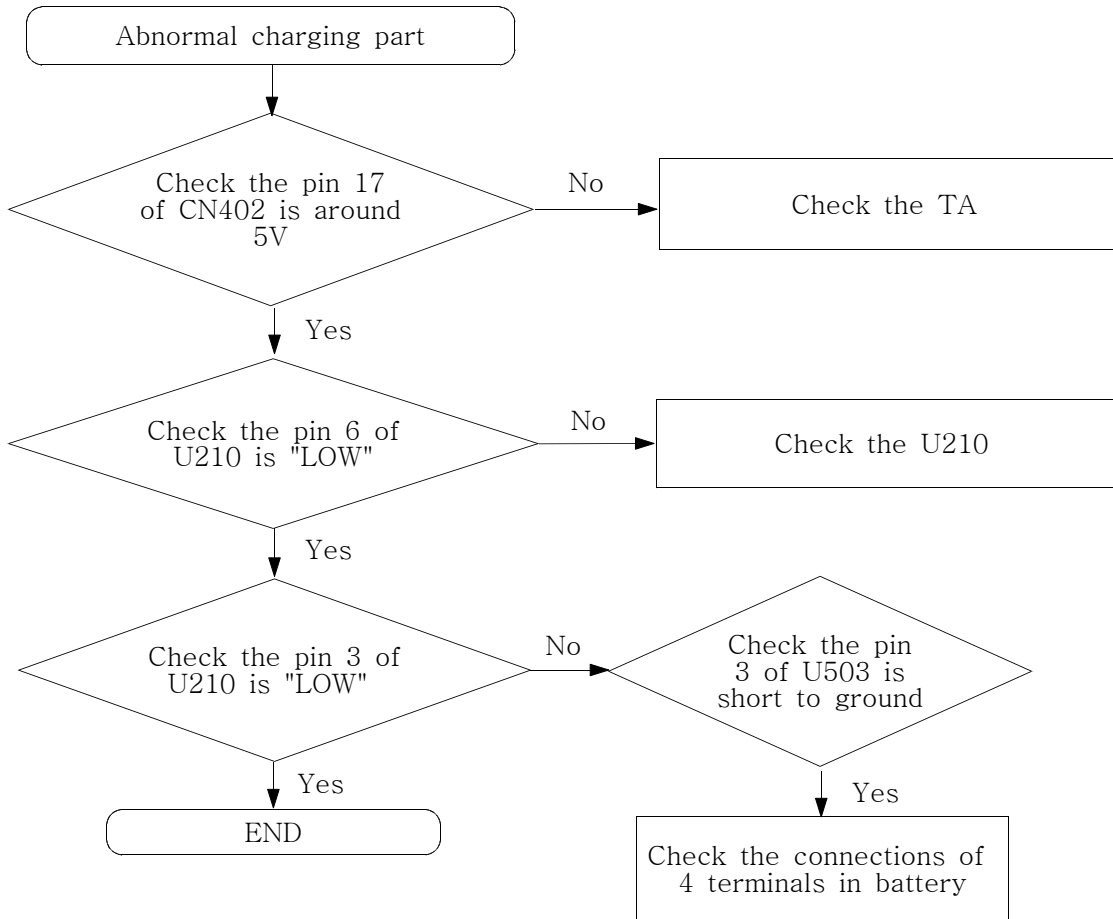 Abnormal charging part
Check the pin 17
of CN402 is around
5V
No
Check the TA
Yes
Check the pin 6 of
U210 is "LOW"
No
Check the U210
Yes
Check the pin 3 of
U210 is "LOW"
No
Check the pin
3 of U503 is
short to ground
Yes
END
Yes
Check the connections of
4 terminals in battery